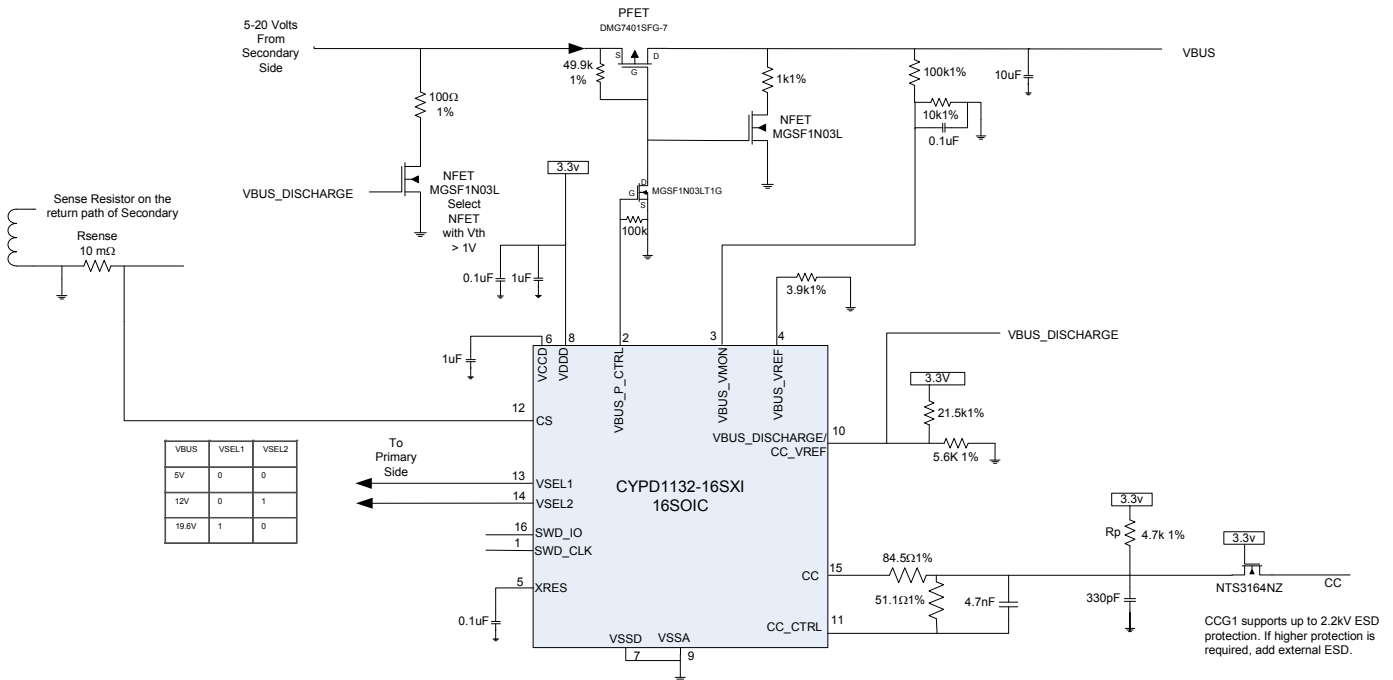 5-20 Volts
From
Secondary
Side
PFET
DMG7401SFG-7
S
D
G
49.9k
1%
VBUS
100Ω
1%
1k1%
100k1%
10uF
10k1%
0.1uF
NFET
MGSF1N03L
VBUS_DISCHARGE
NFET
MGSF1N03L
Select
NFET
with Vth
> 1V
3.3v
D
G
S
MGSF1N03LT1G
100k
Sense Resistor on the
return path of Secondary
Rsense
10 mΩ
0.1uF
1uF
3.9k1%
1uF
6
8
2
3
4
VCCD
VDDD
VBUS_P_CTRL
VBUS_VMON
VBUS_VREF
VBUS_DISCHARGE
3.3V
21.5k1%
5.6K 1%
12
CS
VBUS_DISCHARGE/
CC_VREF
10
VBUS VSEL1 VSEL2
5V 0 0
12V 0 1
19.6V 1 0
To
Primary
Side
13
VSEL1
14
VSEL2
16
SWD_IO
1
SWD_CLK
5
XRES
0.1uF
CYPD1132-16SXI
16SOIC
CC
15
CC_CTRL
11
VSSD
VSSA
7
9
84.5Ω1%
51.1Ω1%
4.7nF
3.3v
Rp
4.7k 1%
330pF
3.3v
NTS3164NZ
CC
CCG1 supports up to 2.2kV ESD
protection. If higher protection is
required, add external ESD.